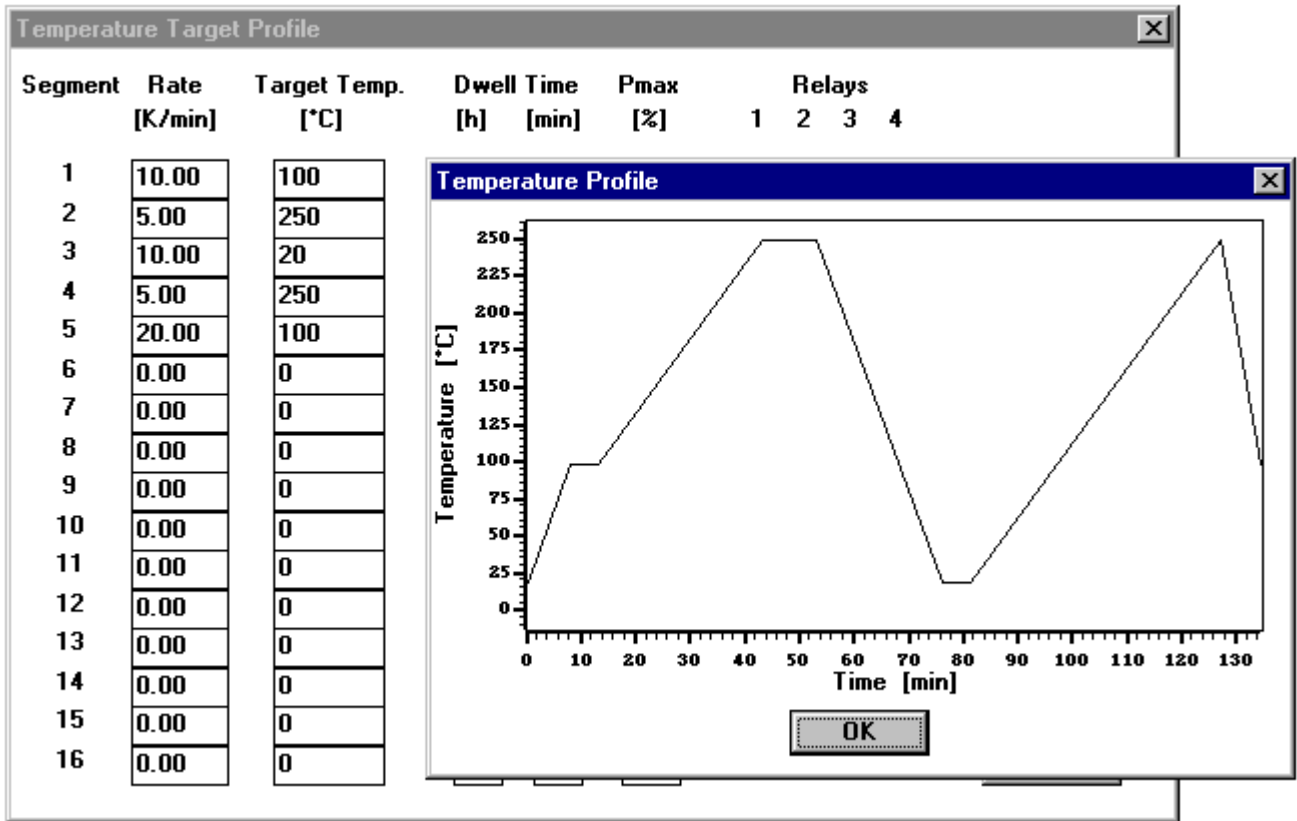 Temperature Target Profile
Segment Rate Target Temp. Dwell Time Pmax Relays
[K/min] [°C] [h] [min] [%] 1 2 3 4
1 10.00 100
2 5.00 250
3 10.00 20
4 5.00 250
5 20.00 100
6 0.00 0
7 0.00 0
8 0.00 0
9 0.00 0
10 0.00 0
11 0.00 0
12 0.00 0
13 0.00 0
14 0.00 0
15 0.00 0
16 0.00 0
Temperature Profile
Temperature [°C]
250
225
200
175
150
125
100
75
50
25
0
0 10 20 30 40 50 60 70 80 90 100 110 120 130
Time [min]
OK